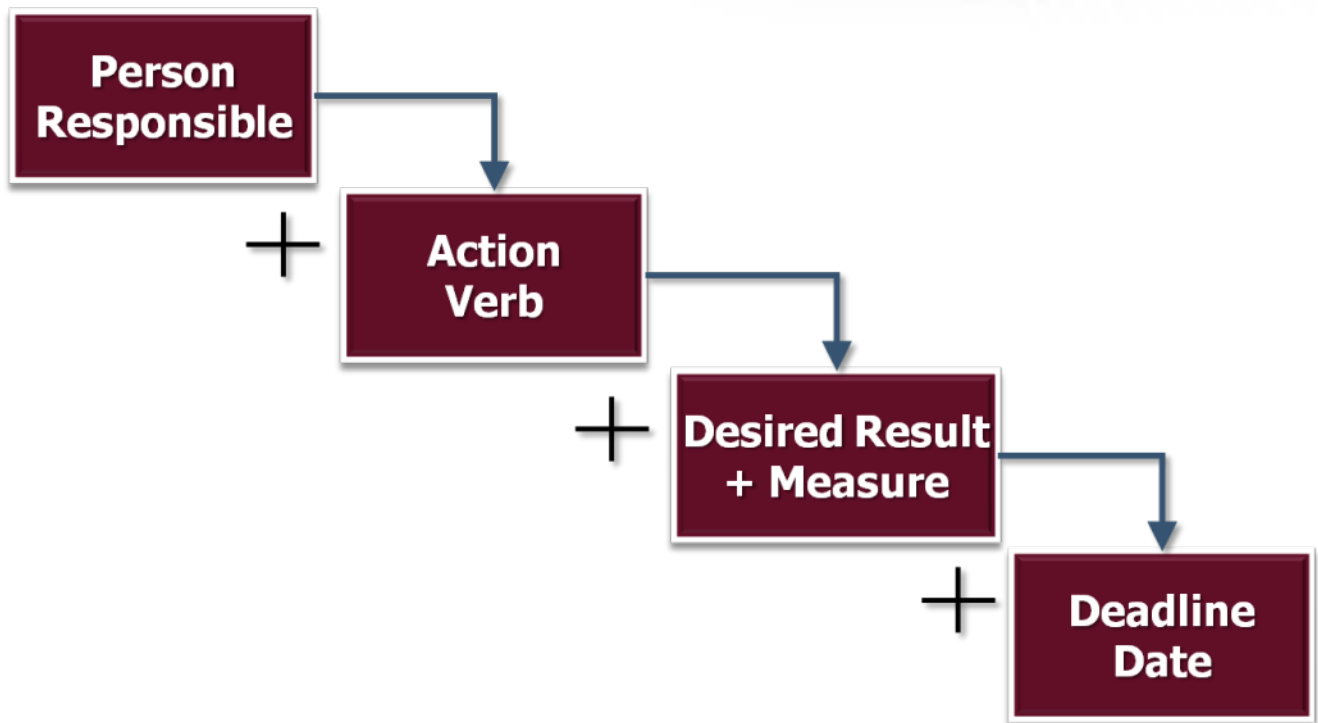 Person
Responsible
+
Action
Verb
+
Desired Result
+ Measure
+
Deadline
Date